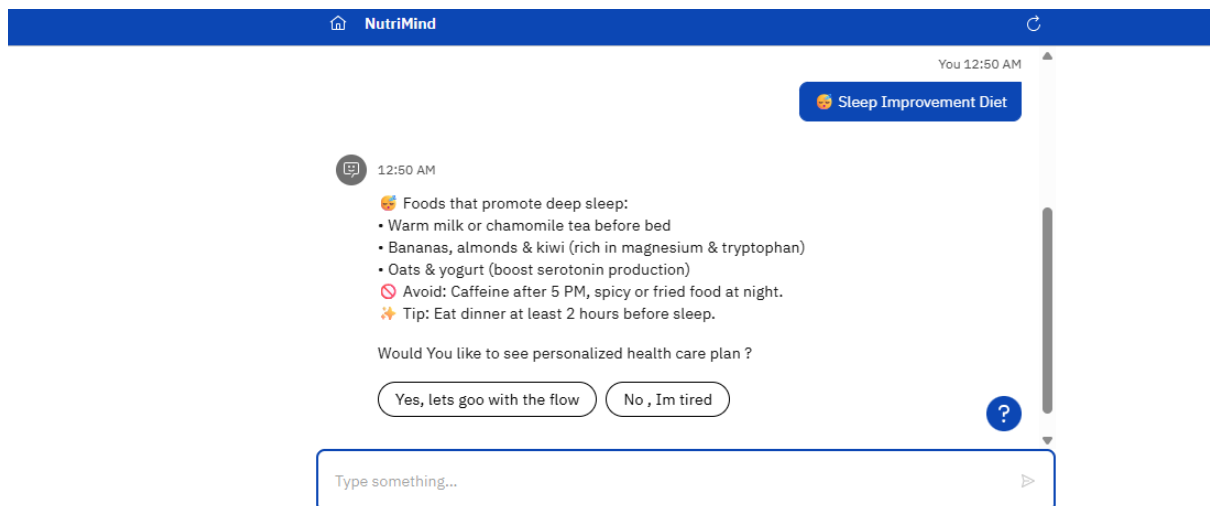 NutriMind
You 12:50 AM
😴 Sleep Improvement Diet
12:50 AM
😴 Foods that promote deep sleep:
• Warm milk or chamomile tea before bed
• Bananas, almonds & kiwi (rich in magnesium & tryptophan)
• Oats & yogurt (boost serotonin production)
🚫 Avoid: Caffeine after 5 PM, spicy or fried food at night.
✨ Tip: Eat dinner at least 2 hours before sleep.
Would You like to see personalized health care plan ?
Yes, lets goo with the flow
No , Im tired
?
Type something...